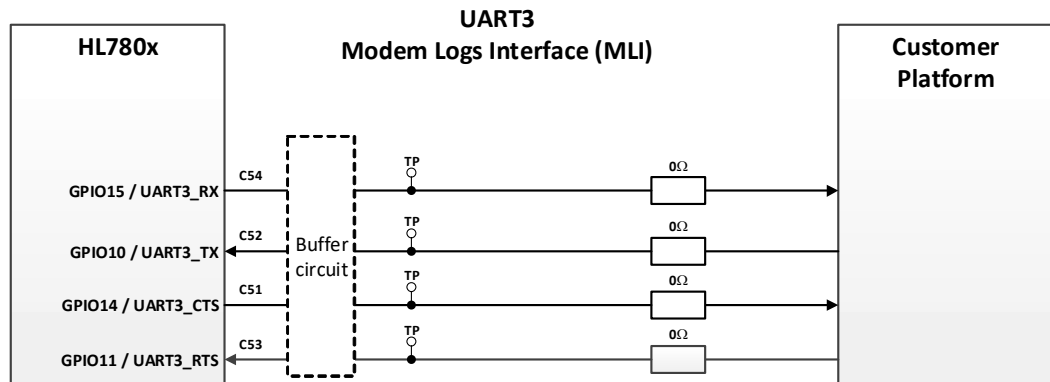 UART3
Modem Logs Interface (MLI)
HL780x
Customer
Platform
GPIO15 / UART3_RX
C54
TP
0Ω
GPIO10 / UART3_TX
C52
TP
0Ω
Buffer
circuit
GPIO14 / UART3_CTS
C51
TP
0Ω
GPIO11 / UART3_RTS
C53
TP
0Ω